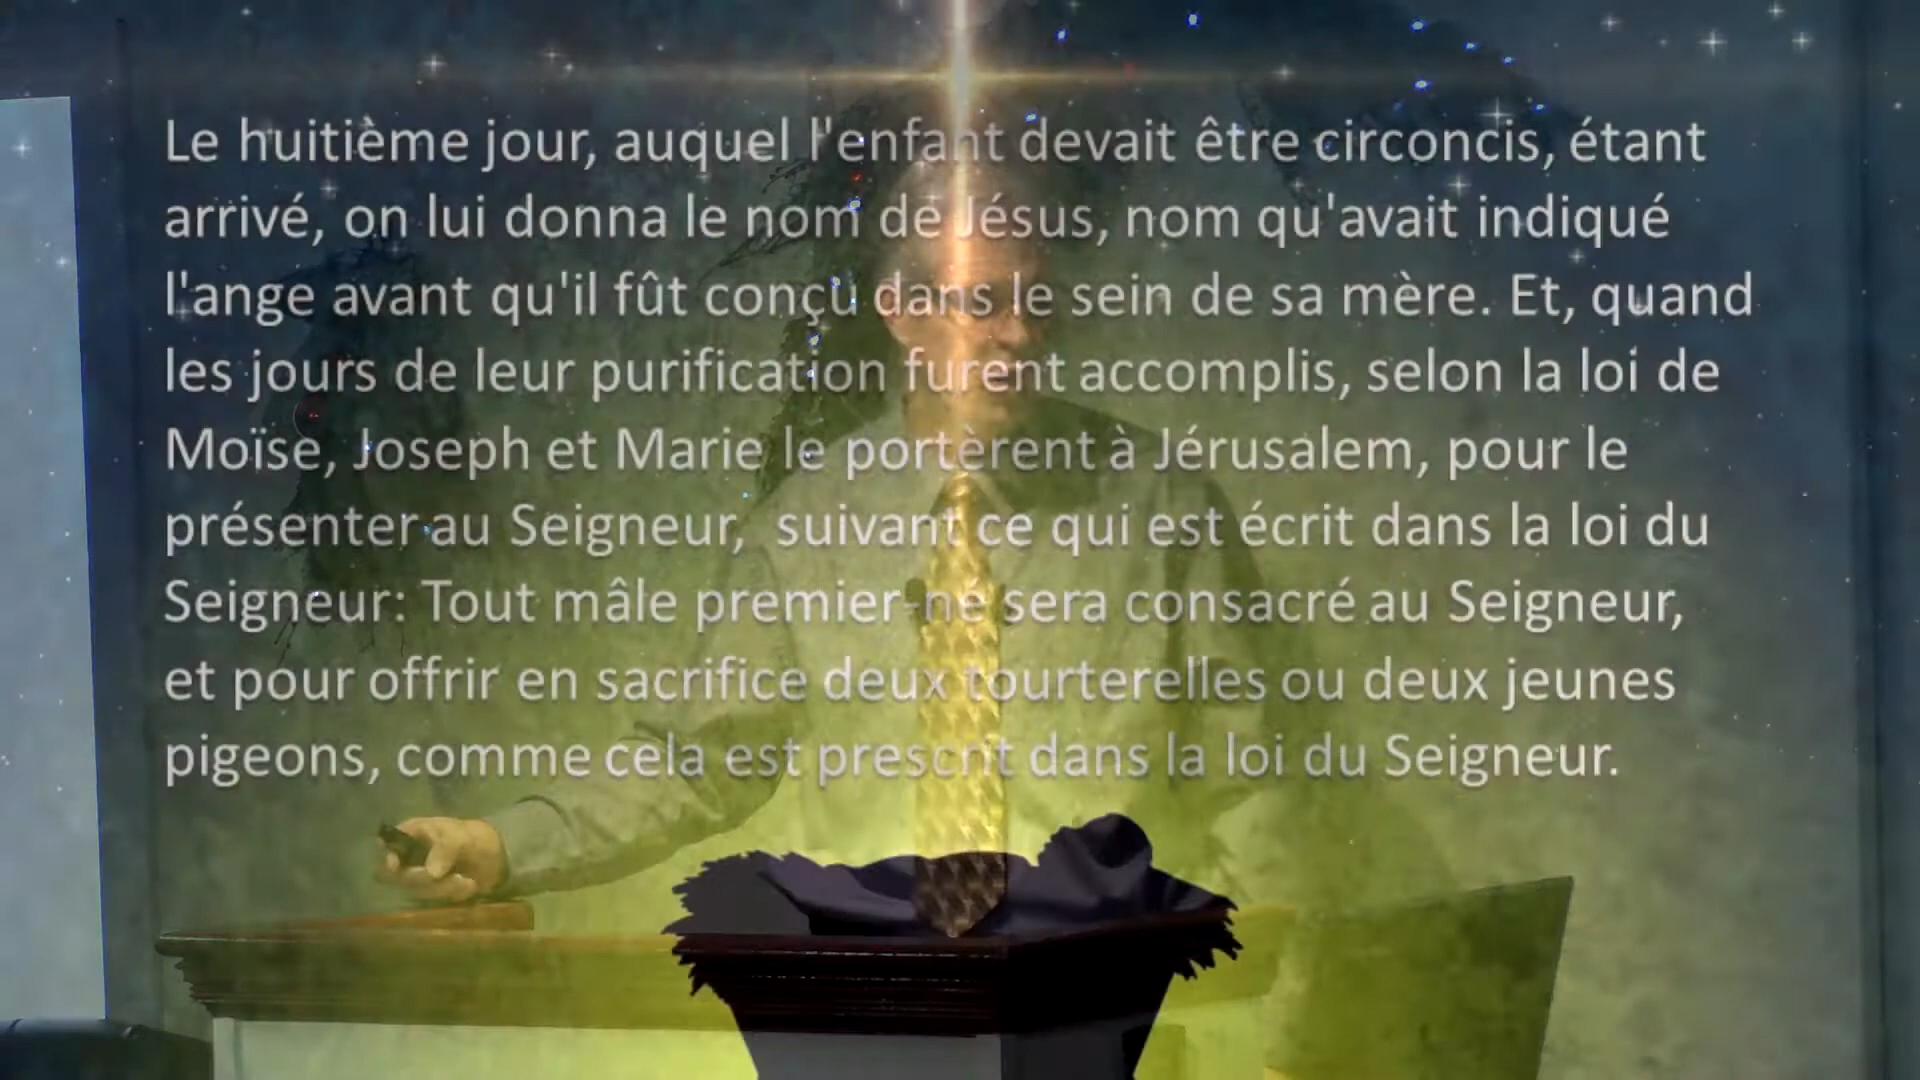 Le huitième jour, auquel l'enfant devait être circoncis, étant
arrivé, on lui donna le nom de Jésus, nom qu'avait indiqué
l'ange avant qu'il fût conçu dans le sein de sa mère. Et, quand
les jours de leur purification furent accomplis, selon la loi de
Moïse, Joseph et Marie le portèrent à Jérusalem, pour le
présenter au Seigneur, suivant ce qui est écrit dans la loi du
Seigneur: Tout mâle premier-né sera consacré au Seigneur,
et pour offrir en sacrifice deux tourterelles ou deux jeunes
pigeons, comme cela est prescrit dans la loi du Seigneur.